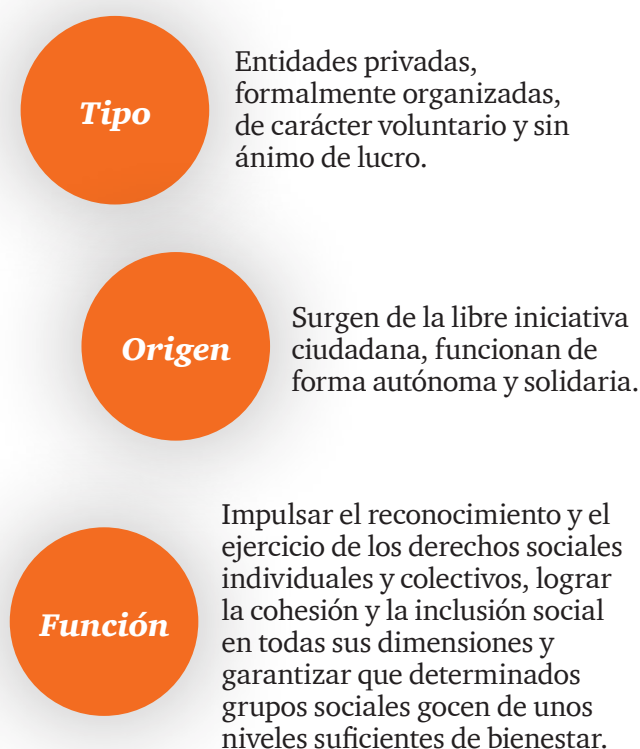 Tipo
Entidades privadas,
formalmente organizadas,
de carácter voluntario y sin
ánimo de lucro.
Origen
Surgen de la libre iniciativa
ciudadana, funcionan de
forma autónoma y solidaria.
Función
Impulsar el reconocimiento y el
ejercicio de los derechos sociales
individuales y colectivos, lograr
la cohesión y la inclusión social
en todas sus dimensiones y
garantizar que determinados
grupos sociales gocen de unos
niveles suficientes de bienestar.